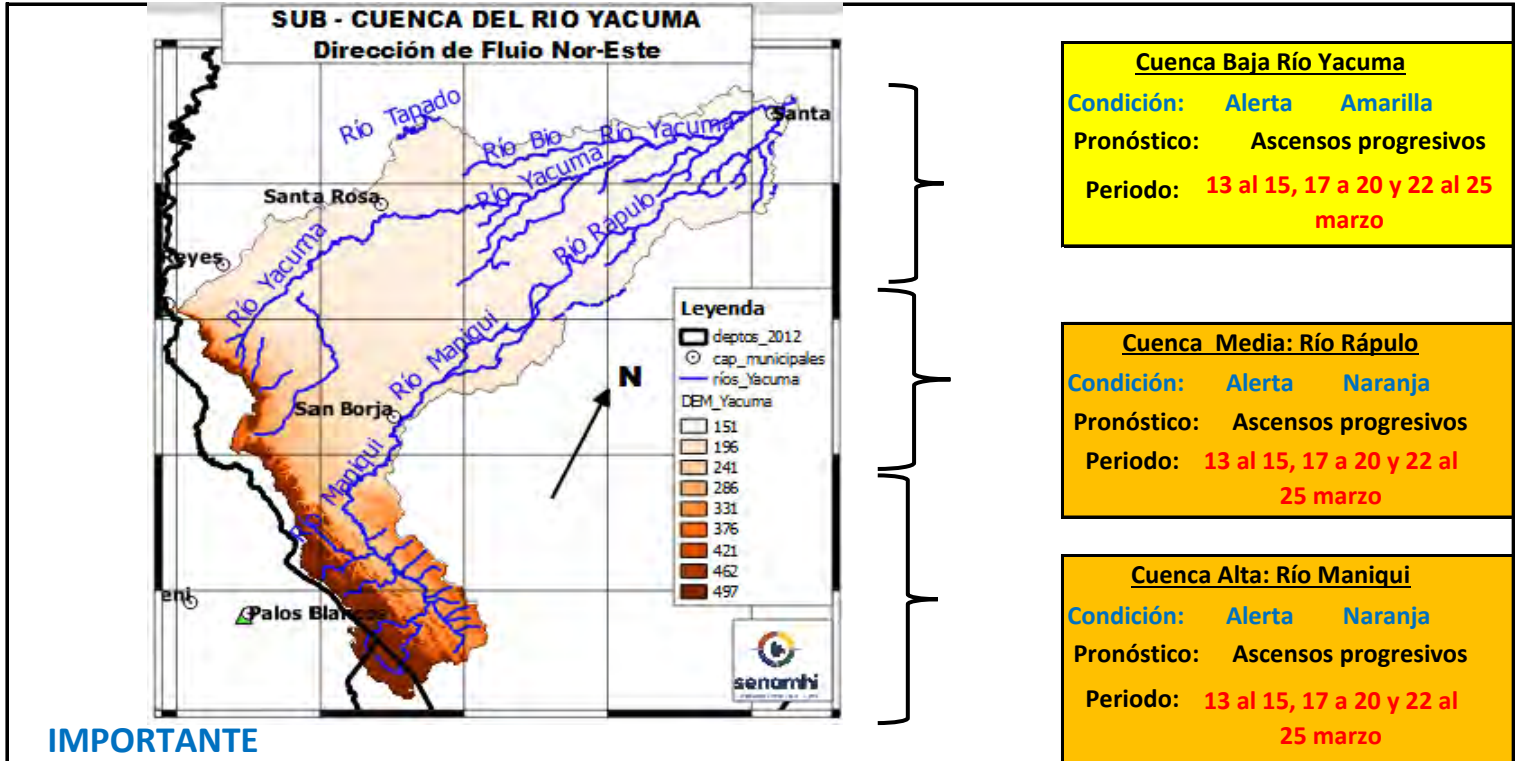 SUB - CUENCA DEL RIO YACUMA
Dirección de Fluio Nor-Este
Río Tapado
Río Bio
Río Yacuma
Santa
Río Yacuma
Santa Rosa
Río Rápulo
Reyes
Río Yacuma
Río Maniqui
San Borja
Río Maniqui
eni
Palos Blancos
N
Leyenda
deptos_2012
cap_municipales
ríos_Yacuma
DEM_Yacuma
151
196
241
286
331
376
421
462
497
senamhi
Cuenca Baja Río Yacuma
Condición: Alerta Amarilla
Pronóstico: Ascensos progresivos
Periodo: 13 al 15, 17 a 20 y 22 al 25
marzo
Cuenca Media: Río Rápulo
Condición: Alerta Naranja
Pronóstico: Ascensos progresivos
Periodo: 13 al 15, 17 a 20 y 22 al
25 marzo
Cuenca Alta: Río Maniqui
Condición: Alerta Naranja
Pronóstico: Ascensos progresivos
Periodo: 13 al 15, 17 a 20 y 22 al
25 marzo
IMPORTANTE